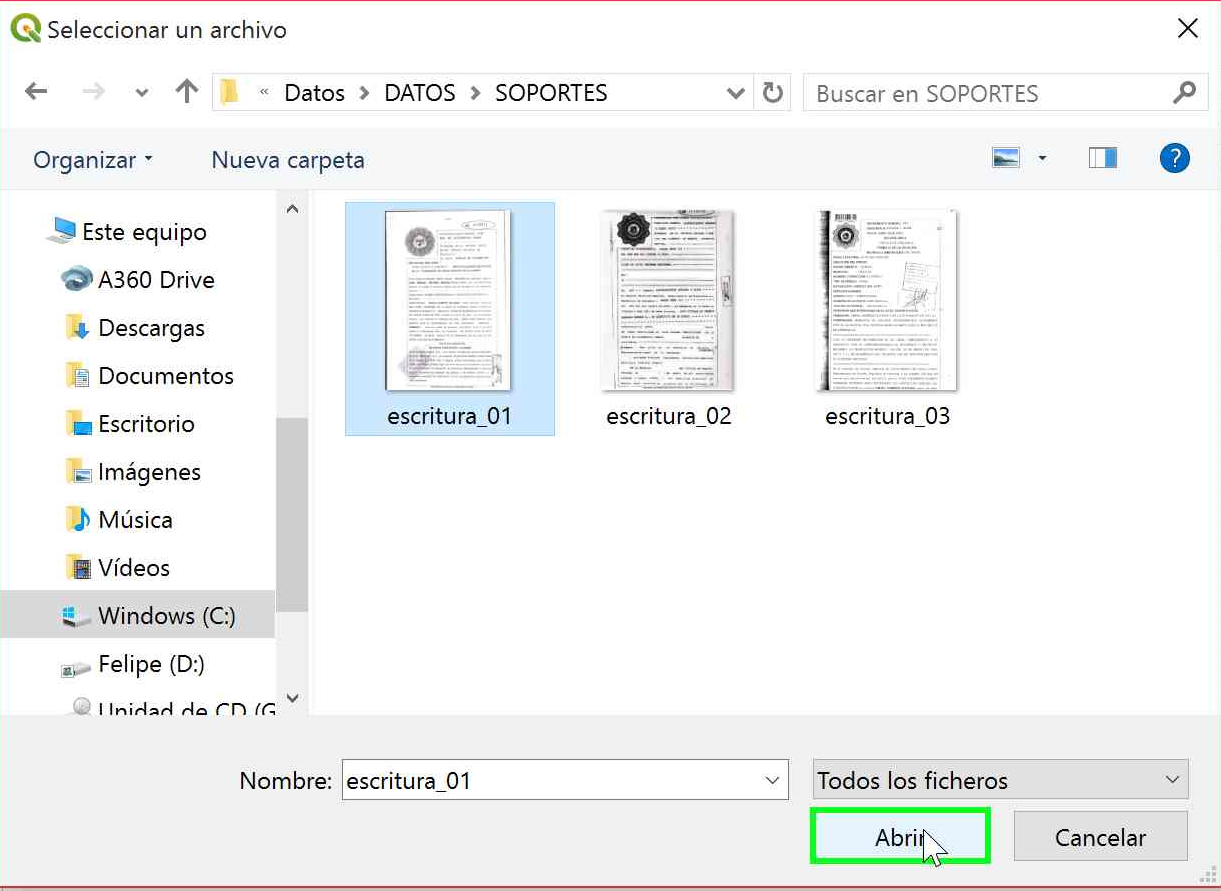 Seleccionar un archivo
« Datos > DATOS > SOPORTES
Buscar en SOPORTES
Organizar
Nueva carpeta
?
Este equipo
A360 Drive
Descargas
Documentos
Escritorio
Imágenes
Música
Vídeos
Windows (C:)
Felipe (D:)
Unidad de CD (G
escritura_01
escritura_02
escritura_03
Nombre: escritura_01
Todos los ficheros
Abrir
Cancelar